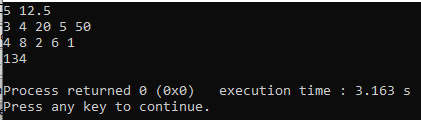 5 12.5
3 4 20 5 50
4 8 2 6 1
134
Process returned 0 (0x0)   execution time : 3.163 s
Press any key to continue.